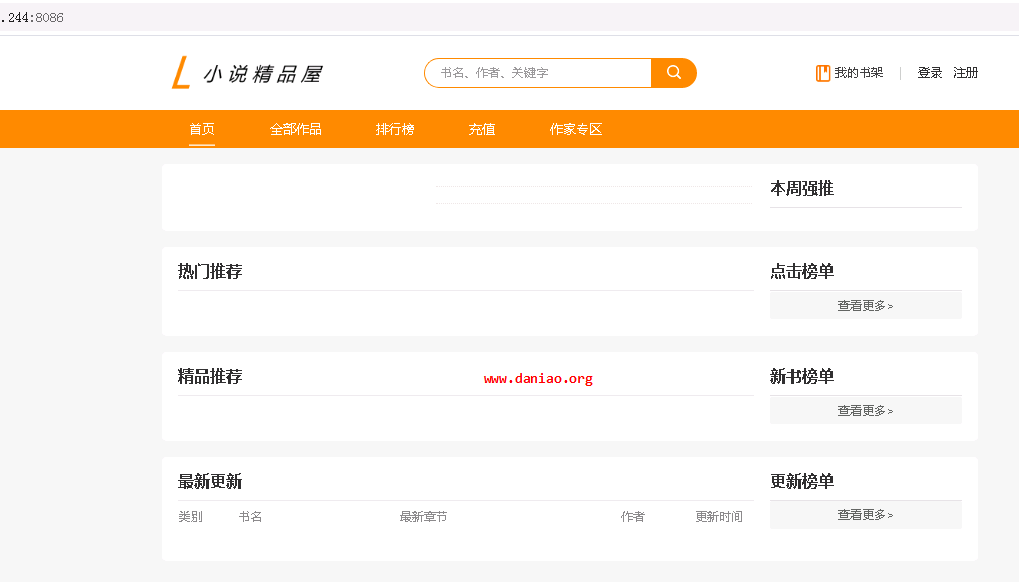 .244:8086
小说精品屋
书名、作者、关键字
我的书架 | 登录 注册
首页 全部作品 排行榜 充值 作家专区
本周强推
热门推荐
点击榜单
查看更多»
精品推荐
www.daniao.org
新书榜单
查看更多»
最新更新
更新榜单
类别 书名 最新章节 作者 更新时间
查看更多»